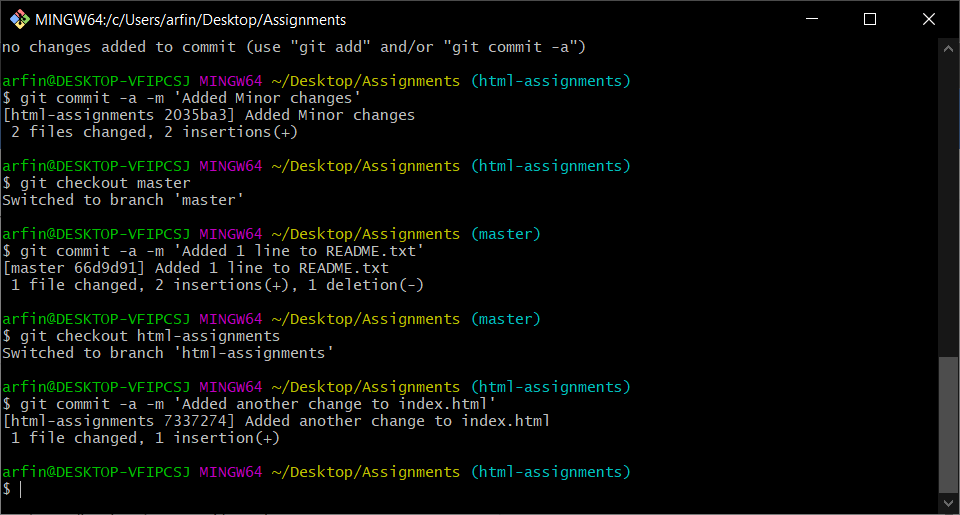 MINGW64:/c/Users/arfin/Desktop/Assignments
no changes added to commit (use "git add" and/or "git commit -a")
arfin@DESKTOP-VFIPCSJ MINGW64 ~/Desktop/Assignments (html-assignments)
$ git commit -a -m 'Added Minor changes'
[html-assignments 2035ba3] Added Minor changes
 2 files changed, 2 insertions(+)
arfin@DESKTOP-VFIPCSJ MINGW64 ~/Desktop/Assignments (html-assignments)
$ git checkout master
Switched to branch 'master'
arfin@DESKTOP-VFIPCSJ MINGW64 ~/Desktop/Assignments (master)
$ git commit -a -m 'Added 1 line to README.txt'
[master 66d9d91] Added 1 line to README.txt
 1 file changed, 2 insertions(+), 1 deletion(-)
arfin@DESKTOP-VFIPCSJ MINGW64 ~/Desktop/Assignments (master)
$ git checkout html-assignments
Switched to branch 'html-assignments'
arfin@DESKTOP-VFIPCSJ MINGW64 ~/Desktop/Assignments (html-assignments)
$ git commit -a -m 'Added another change to index.html'
[html-assignments 7337274] Added another change to index.html
 1 file changed, 1 insertion(+)
arfin@DESKTOP-VFIPCSJ MINGW64 ~/Desktop/Assignments (html-assignments)
$